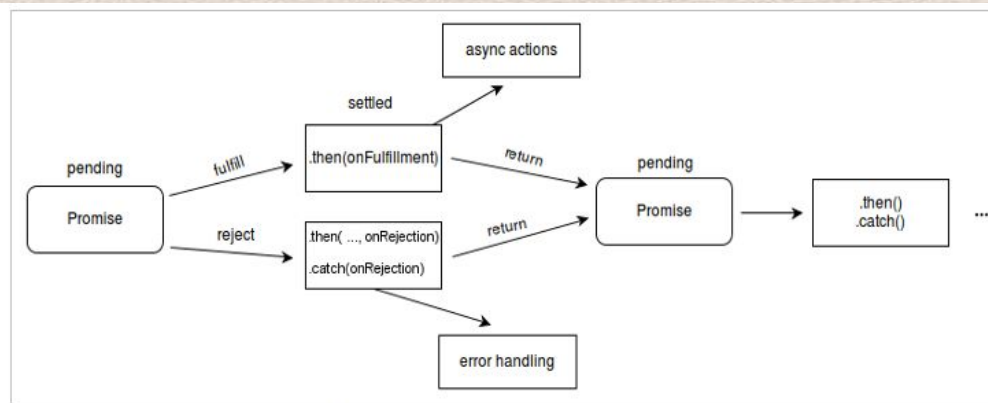 async actions
settled
.then(onFulfillment)
fulfill
return
pending
Promise
pending
Promise
.then()
.catch()
...
reject
.then( ..., onRejection)
.catch(onRejection)
return
error handling